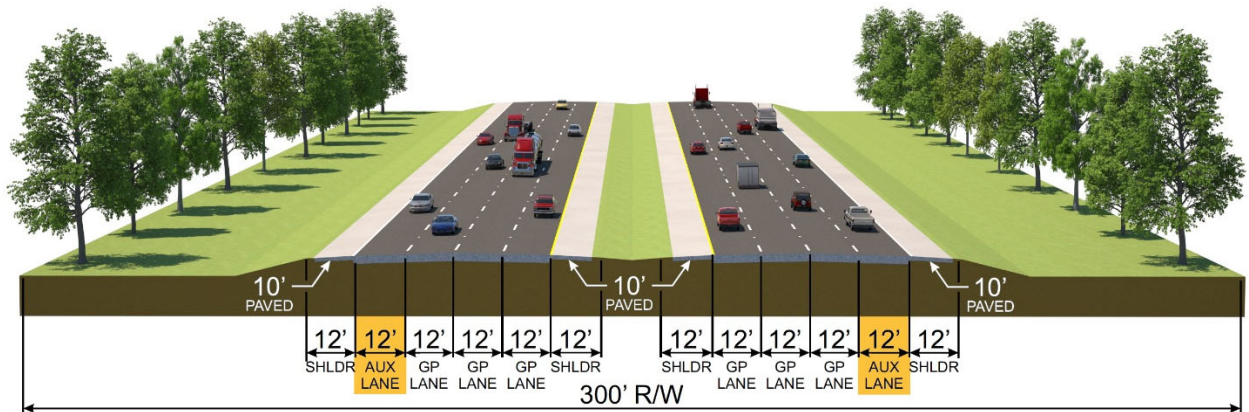 10’ PAVED
10’ PAVED
10’ PAVED
12’ 12’ 12’ 12’ 12’ 12’ 12’ 12’ 12’ 12’ 12’ 12’
SHLDR AUX LANE GP LANE GP LANE GP LANE SHLDR SHLDR GP LANE GP LANE GP LANE AUX LANE SHLDR
300’ R/W